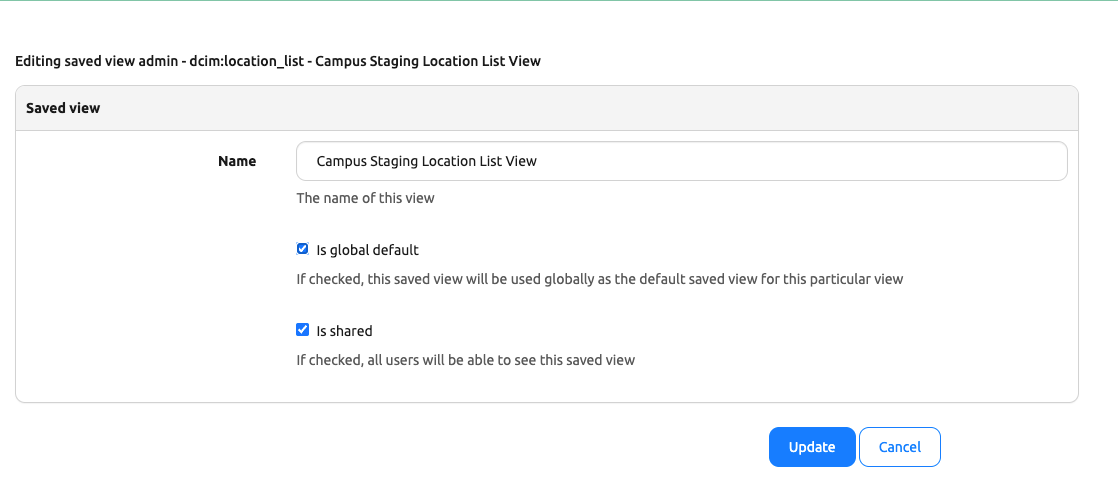 Editing saved view admin - dcim:location_list - Campus Staging Location List View
Saved view
Name
Campus Staging Location List View
The name of this view
Is global default
If checked, this saved view will be used globally as the default saved view for this particular view
Is shared
If checked, all users will be able to see this saved view
Update
Cancel